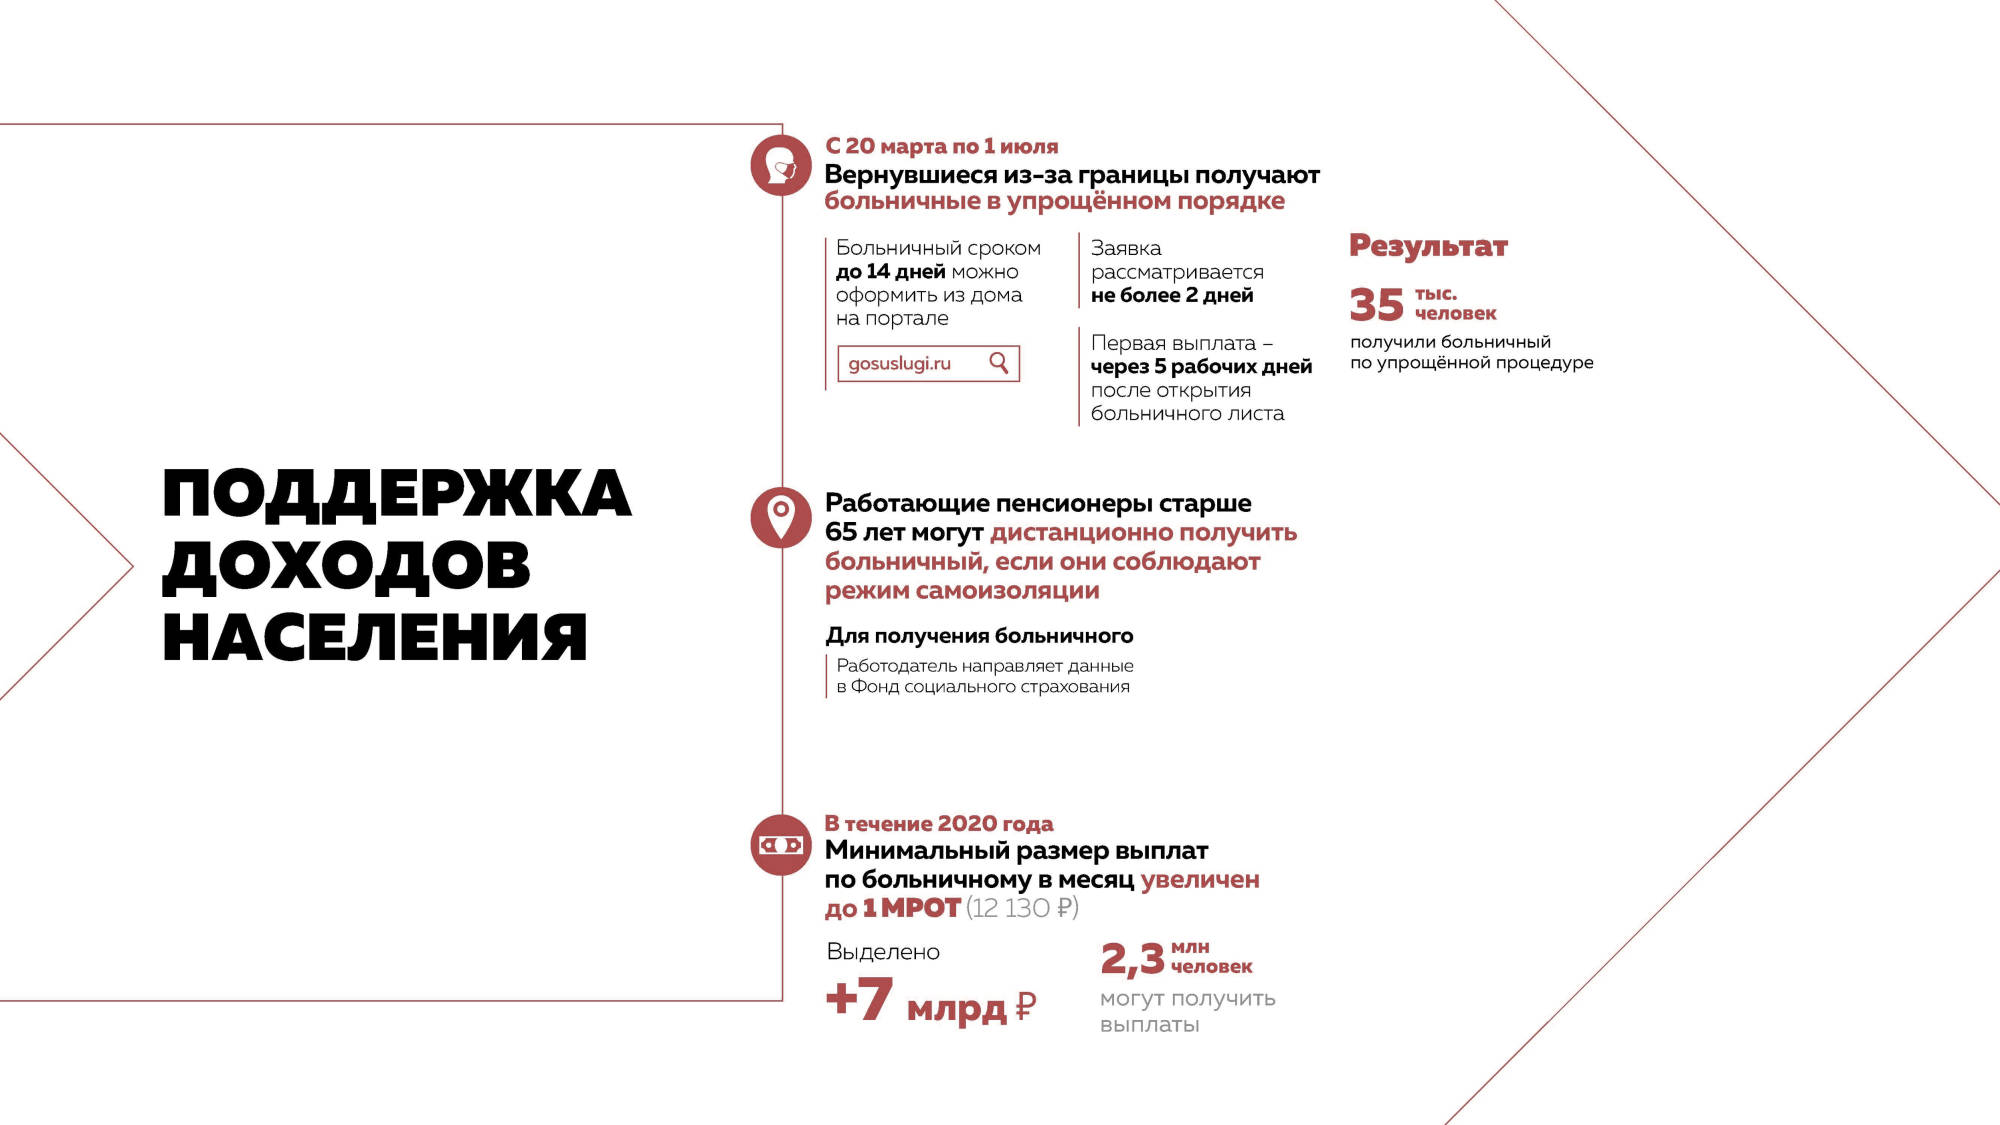 ПОДДЕРЖКА
ДОХОДОВ
НАСЕЛЕНИЯ
С 20 марта по 1 июля
Вернувшиеся из-за границы получают
больничные в упрощённом порядке
Больничный сроком
до 14 дней можно
оформить из дома
на портале
gosuslugi.ru
Заявка
рассматривается
не более 2 дней
Первая выплата –
через 5 рабочих дней
после открытия
больничного листа
Результат
35 тыс.
человек
получили больничный
по упрощённой процедуре
Работающие пенсионеры старше
65 лет могут дистанционно получить
больничный, если они соблюдают
режим самоизоляции
Для получения больничного
Работодатель направляет данные
в Фонд социального страхования
В течение 2020 года
Минимальный размер выплат
по больничному в месяц увеличен
до 1 МРОТ (12 130 ₽)
Выделено
+7 млрд ₽
2,3 млн
человек
могут получить
выплаты